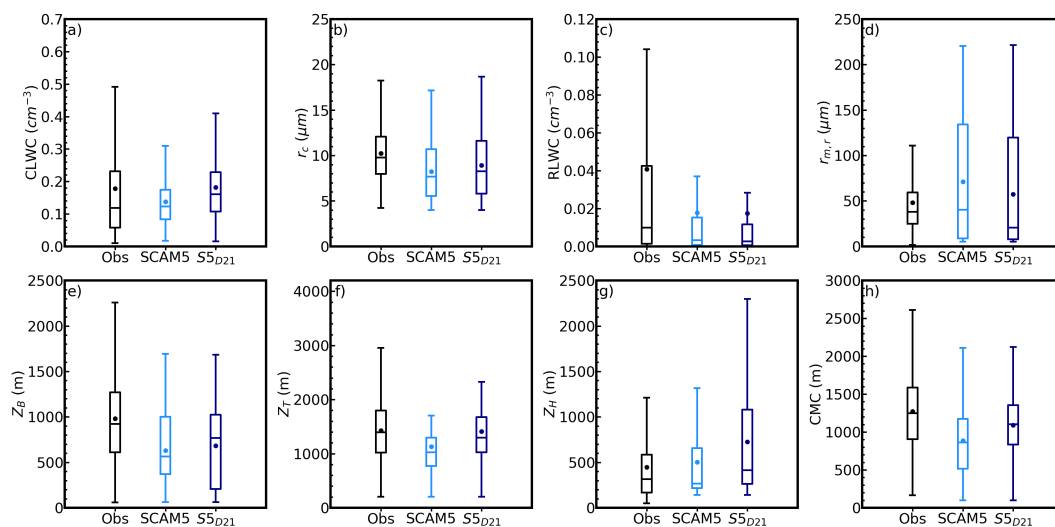 a)
CLWC (cm⁻³)
0.7
0.6
0.5
0.4
0.3
0.2
0.1
0.0
Obs SCAM5 S5D21
b)
r_c (μm)
25
20
15
10
5
0
Obs SCAM5 S5D21
c)
RLWC (cm⁻³)
0.12
0.10
0.08
0.06
0.04
0.02
0.00
Obs SCAM5 S5D21
d)
r_m,r (μm)
250
200
150
100
50
0
Obs SCAM5 S5D21
e)
Z_B (m)
2500
2000
1500
1000
500
0
Obs SCAM5 S5D21
f)
Z_T (m)
4000
3000
2000
1000
0
Obs SCAM5 S5D21
g)
Z_H (m)
2500
2000
1500
1000
500
0
Obs SCAM5 S5D21
h)
CMC (m)
3000
2500
2000
1500
1000
500
0
Obs SCAM5 S5D21